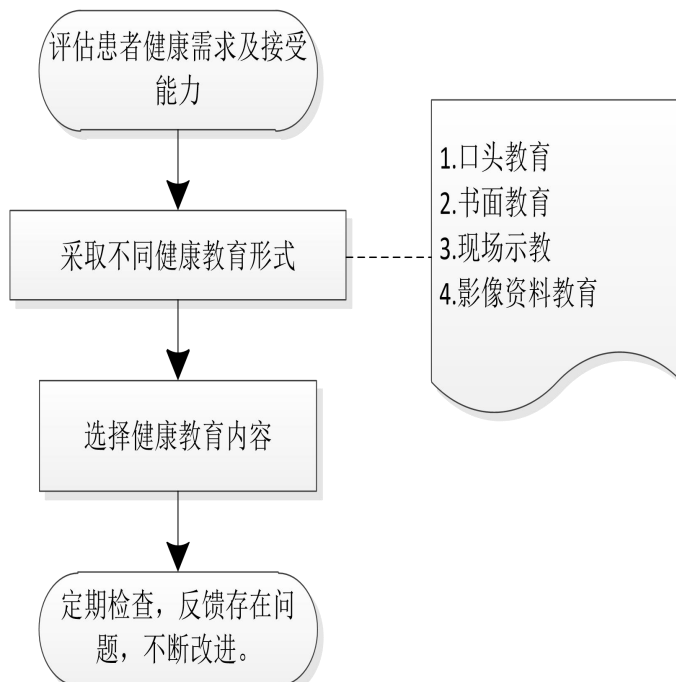 评估患者健康需求及接受
能力
采取不同健康教育形式
1.口头教育
2.书面教育
3.现场示教
4.影像资料教育
选择健康教育内容
定期检查，反馈存在问
题，不断改进。